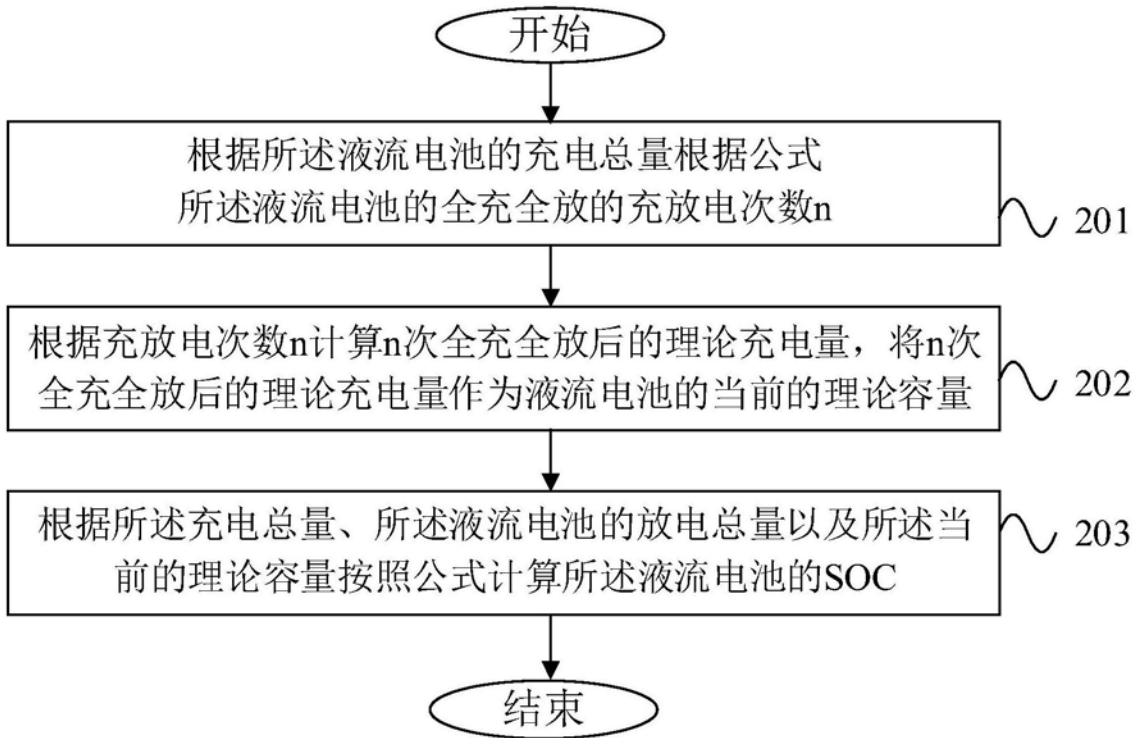 开始
根据所述液流电池的充电总量根据公式
所述液流电池的全充全放的充放电次数n
201
根据充放电次数n计算n次全充全放后的理论充电量，将n次
全充全放后的理论充电量作为液流电池的当前的理论容量
202
根据所述充电总量、所述液流电池的放电总量以及所述当
前的理论容量按照公式计算所述液流电池的SOC
203
结束